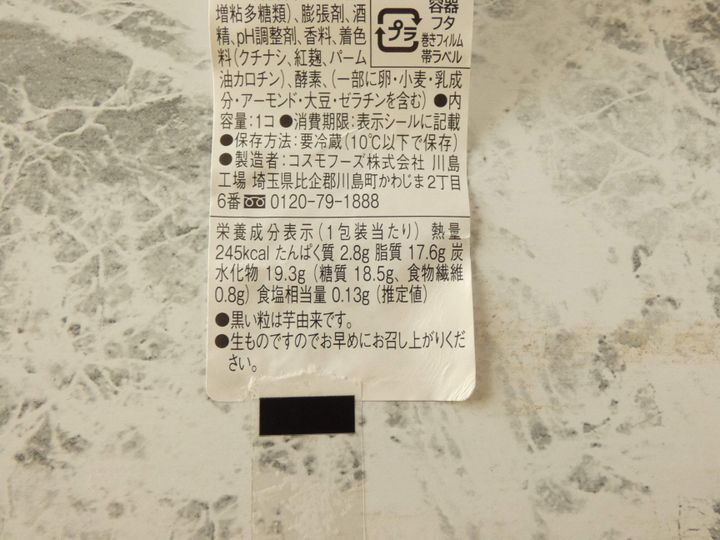 増粘多糖類)、膨張剤、酒
精、pH調整剤、香料、着色
料(クチナシ、紅麹、パーム
油カロチン)、酵素、(一部に卵・小麦・乳成
分・アーモンド・大豆・ゼラチンを含む) ●内
容量:1コ ●消費期限:表示シールに記載
●保存方法:要冷蔵(10℃以下で保存)
●製造者:コスモフーズ株式会社 川島
工場 埼玉県比企郡川島町かわじま2丁目
6番 0120-79-1888
プラ
容器
フタ
巻きフィルム
帯ラベル
栄養成分表示(1包装当たり) 熱量
245kcal たんぱく質 2.8g 脂質 17.6g 炭
水化物 19.3g (糖質 18.5g、食物繊維
0.8g) 食塩相当量 0.13g (推定値)
●黒い粒は芋由来です。
●生ものですのでお早めにお召し上がりくだ
さい。